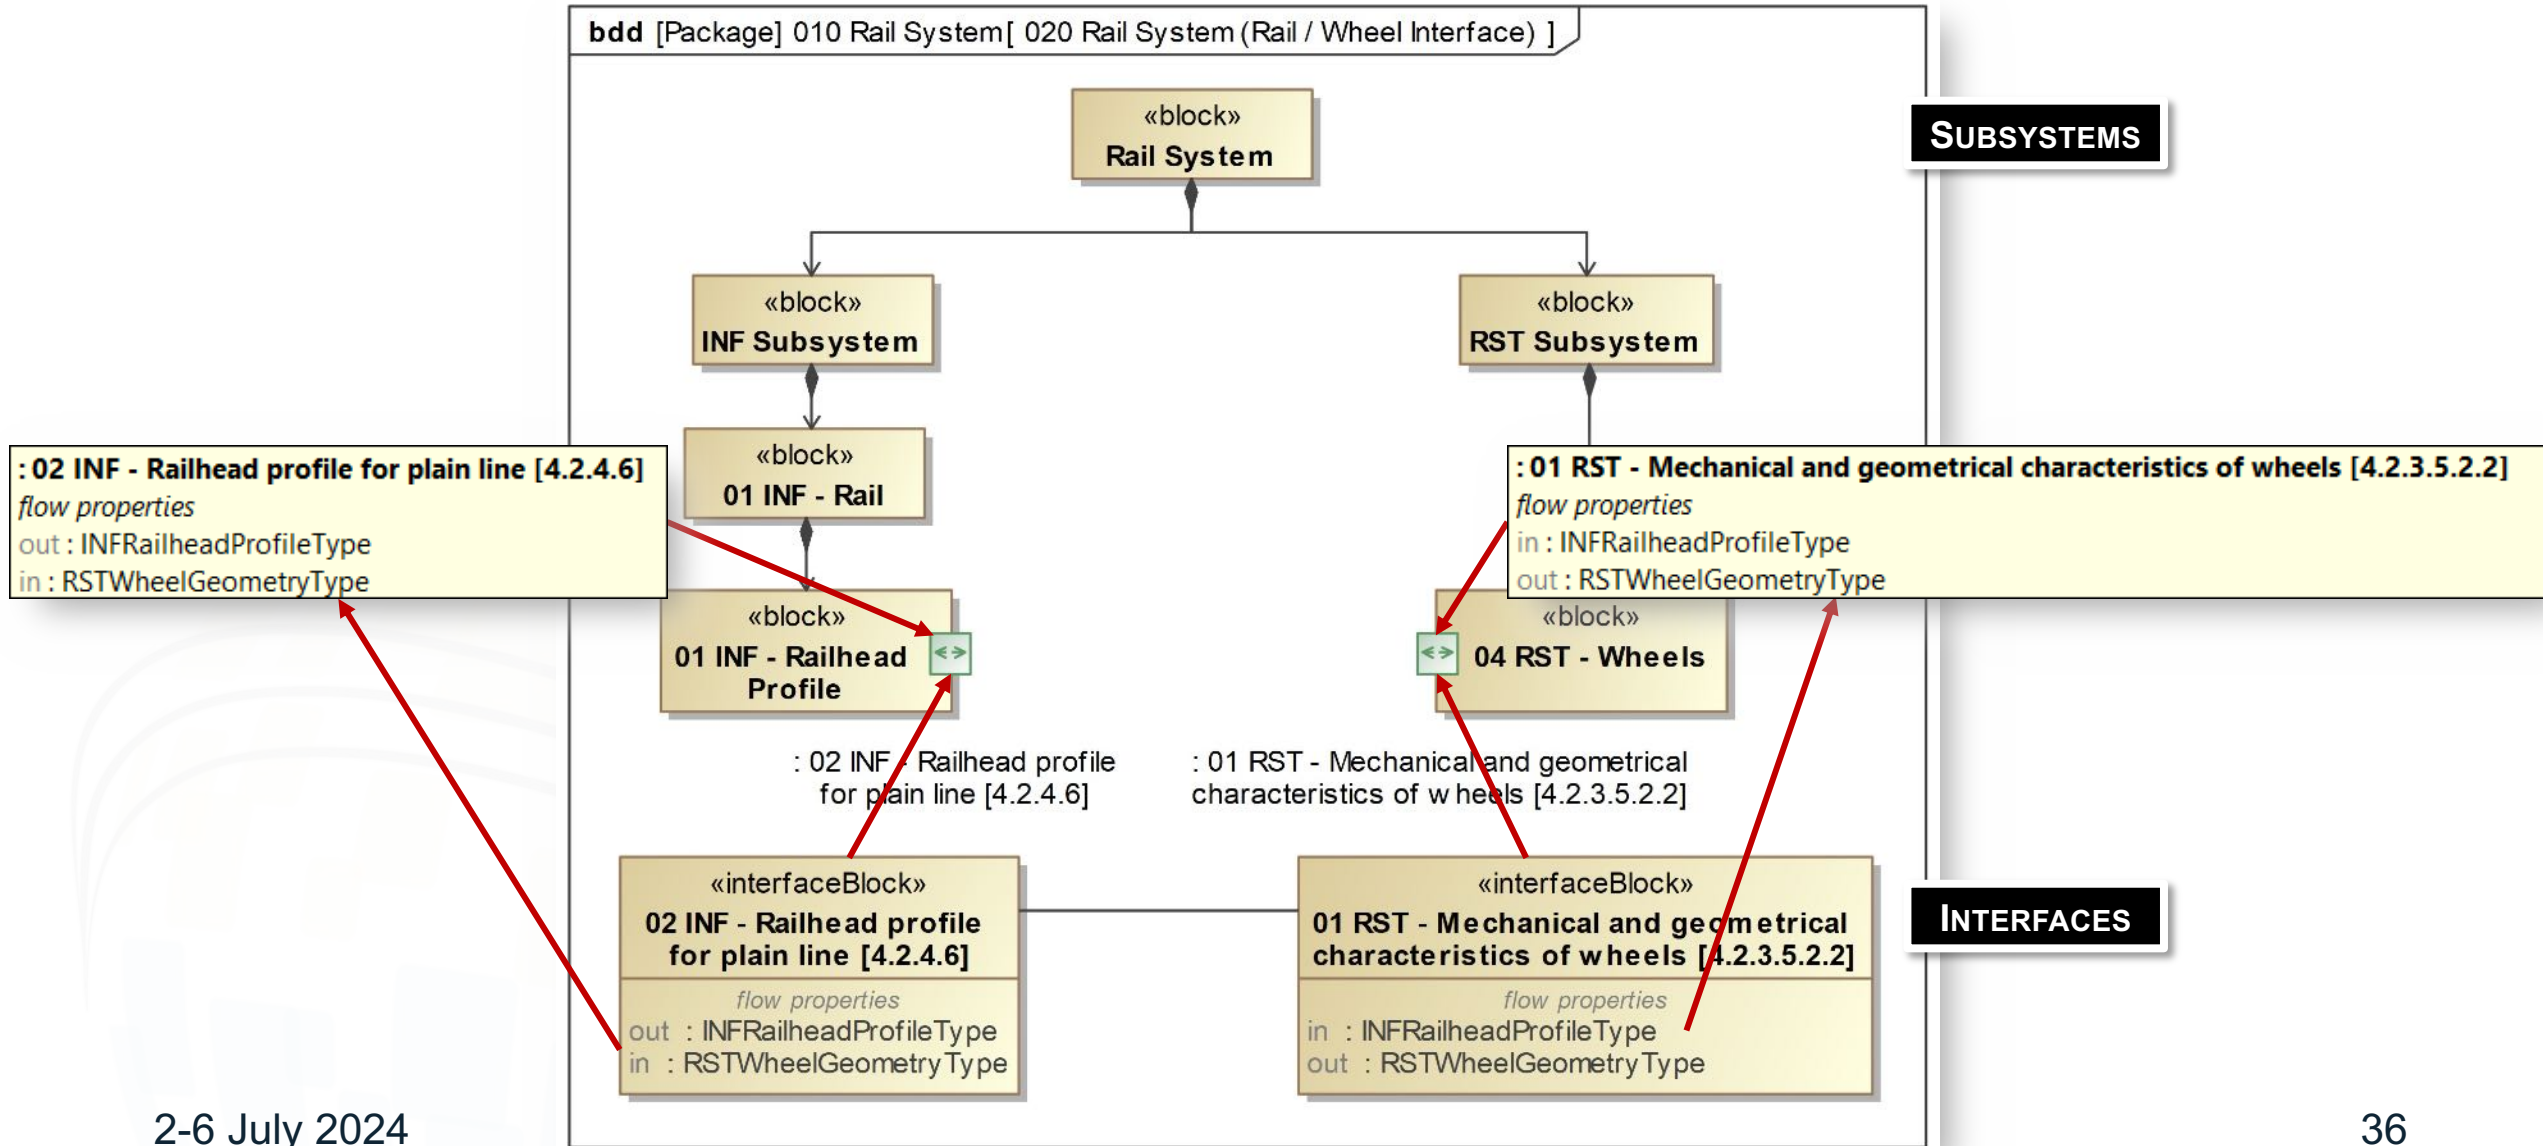 bdd [Package] 010 Rail System[ 020 Rail System (Rail / Wheel Interface) ]
«block»
Rail System
SUBSYSTEMS
«block»
INF Subsystem
«block»
RST Subsystem
«block»
01 INF - Rail
: 02 INF - Railhead profile for plain line [4.2.4.6]
flow properties
out : INFRailheadProfileType
in : RSTWheelGeometryType
: 01 RST - Mechanical and geometrical characteristics of wheels [4.2.3.5.2.2]
flow properties
in : INFRailheadProfileType
out : RSTWheelGeometryType
«block»
01 INF - Railhead
Profile
«block»
04 RST - Wheels
: 02 INF - Railhead profile
for plain line [4.2.4.6]
: 01 RST - Mechanical and geometrical
characteristics of wheels [4.2.3.5.2.2]
«interfaceBlock»
02 INF - Railhead profile
for plain line [4.2.4.6]
flow properties
out : INFRailheadProfileType
in : RSTWheelGeometryType
«interfaceBlock»
01 RST - Mechanical and geometrical
characteristics of wheels [4.2.3.5.2.2]
flow properties
in : INFRailheadProfileType
out : RSTWheelGeometryType
INTERFACES
2-6 July 2024
36